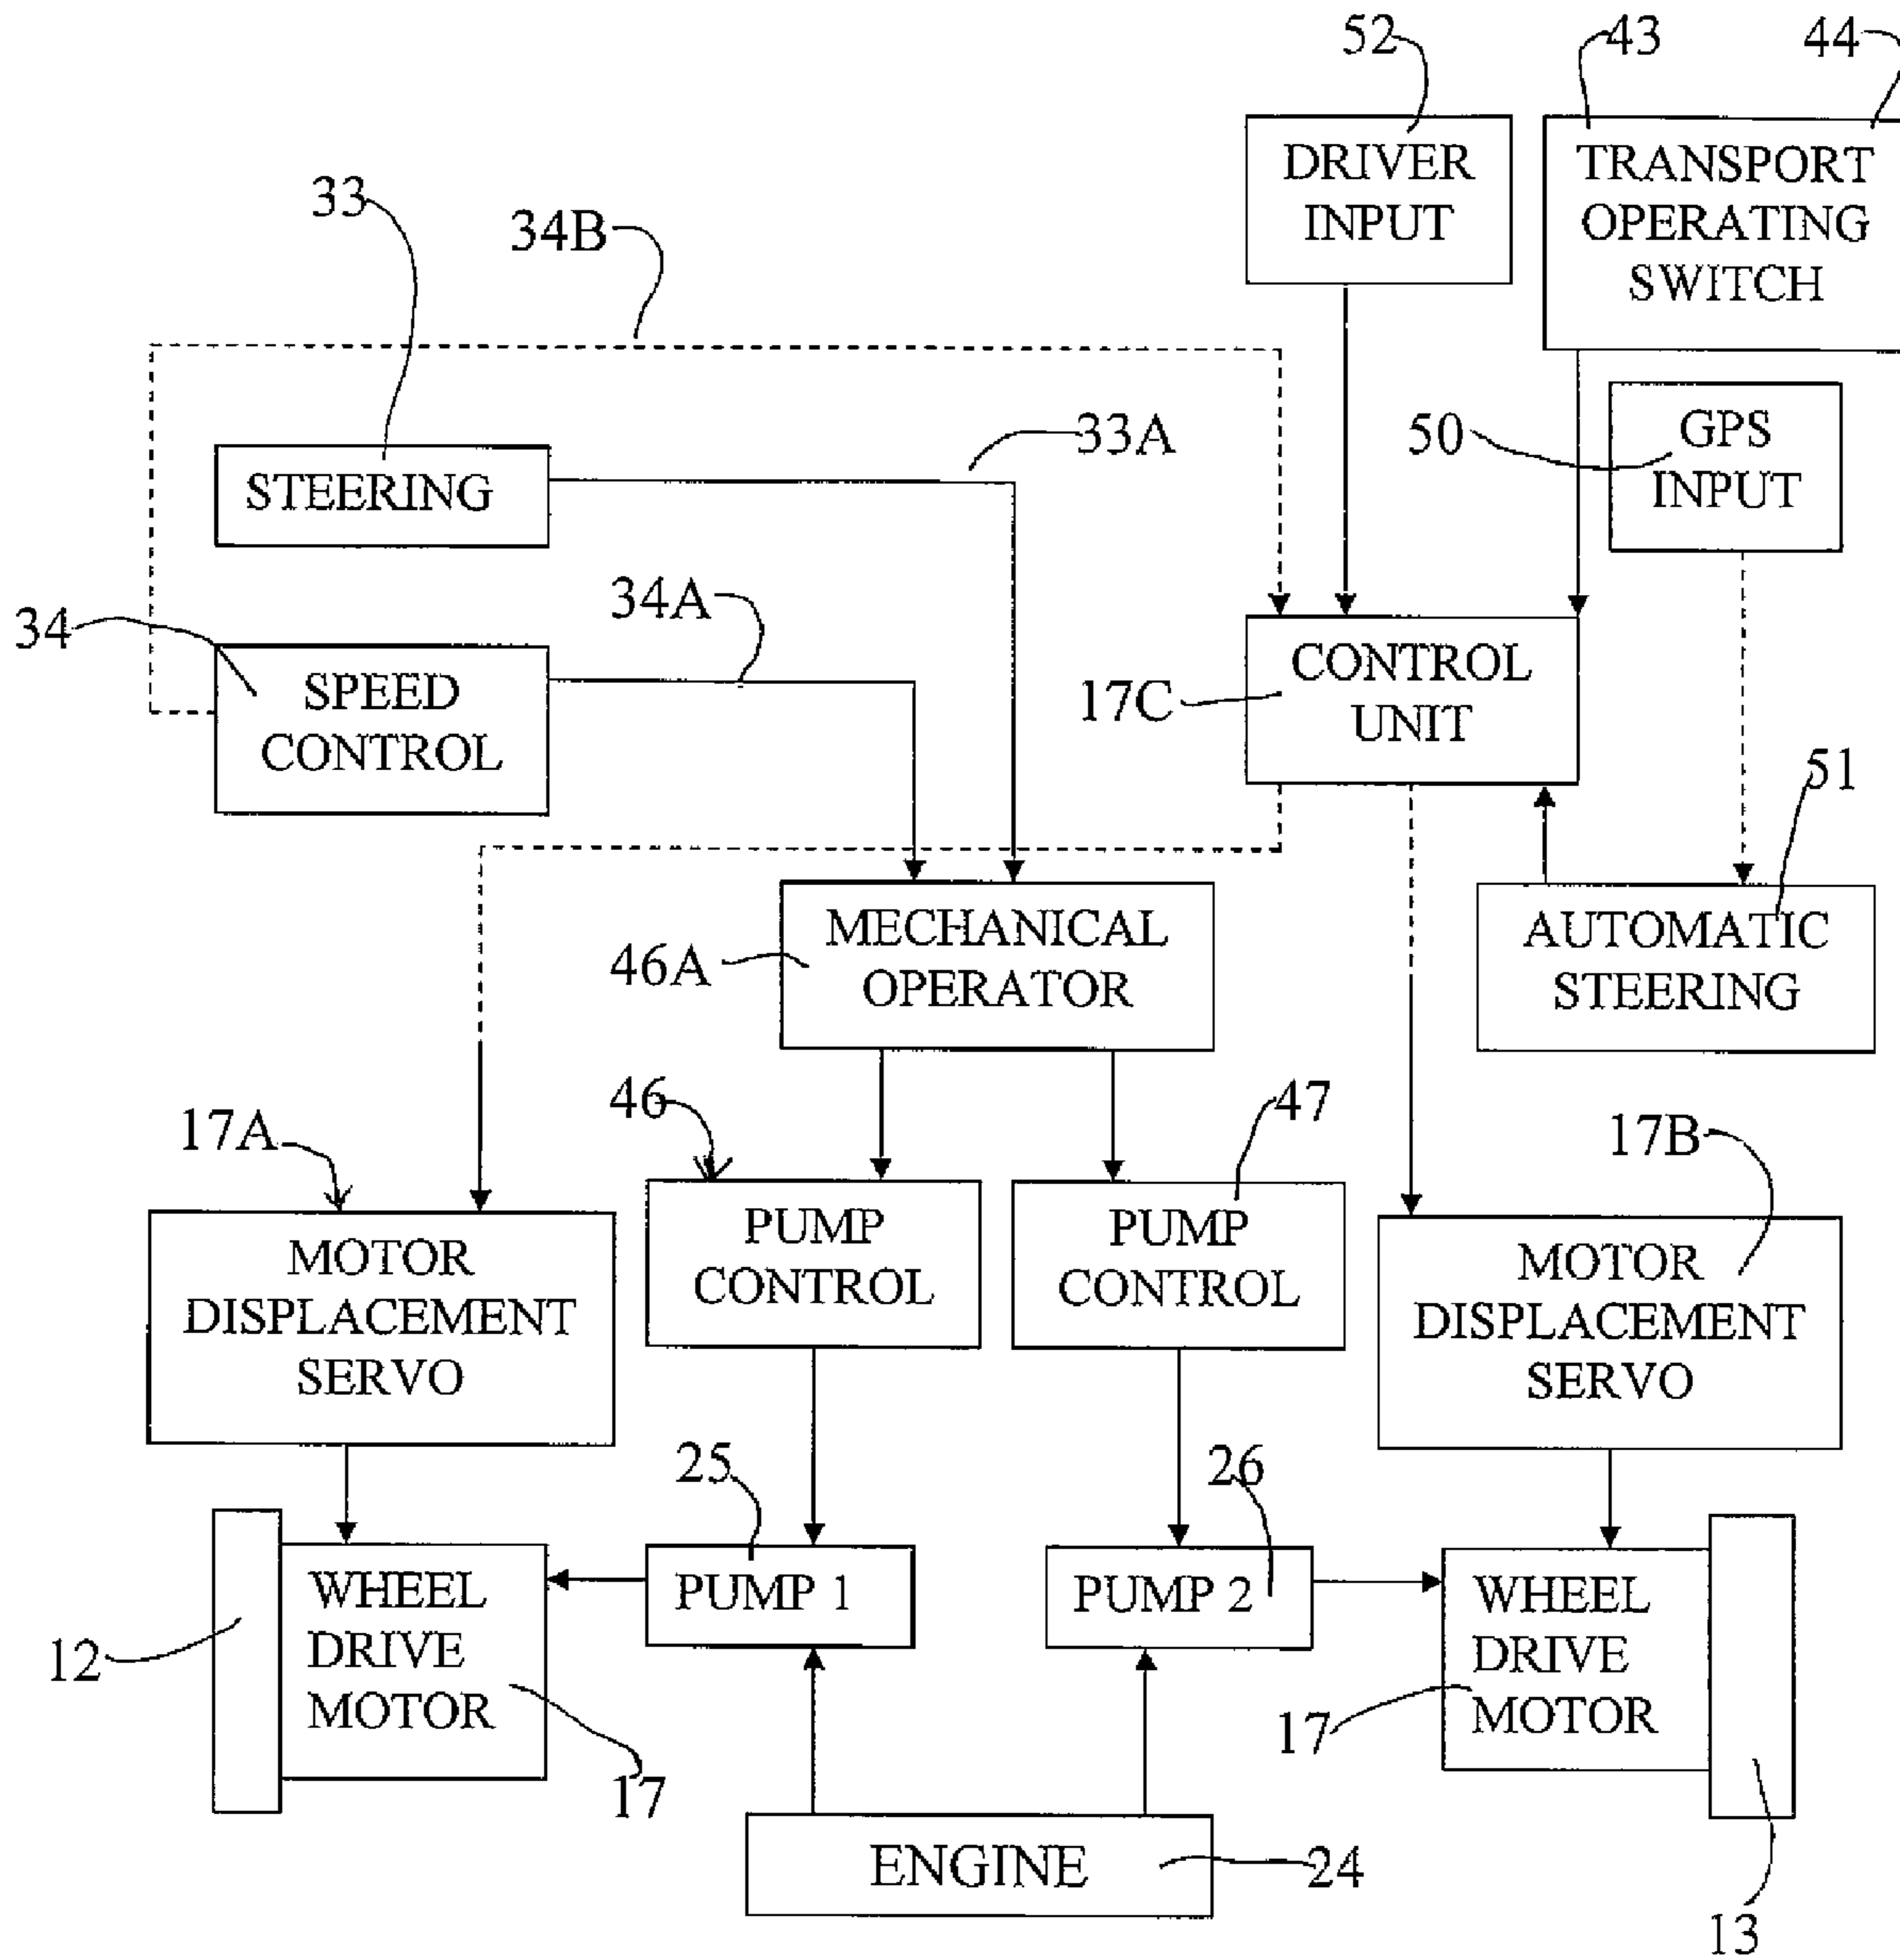 52
43
44
DRIVER
INPUT
TRANSPORT
OPERATING
SWITCH
33
34B
GPS
INPUT
50
33A
STEERING
34A
34
SPEED
CONTROL
17C
CONTROL
UNIT
51
MECHANICAL
OPERATOR
46A
AUTOMATIC
STEERING
17A
46
47
17B
MOTOR
DISPLACEMENT
SERVO
PUMP
CONTROL
PUMP
CONTROL
MOTOR
DISPLACEMENT
SERVO
25
26
12
WHEEL
DRIVE
MOTOR
PUMP 1
PUMP 2
WHEEL
DRIVE
MOTOR
17
17
ENGINE
24
13